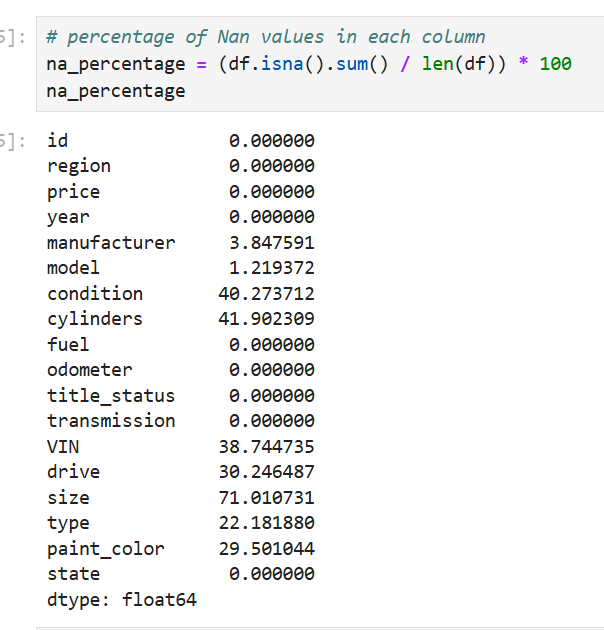 5]:
# percentage of Nan values in each column
na_percentage = (df.isna().sum() / len(df)) * 100
na_percentage
5]:
id 0.000000
region 0.000000
price 0.000000
year 0.000000
manufacturer 3.847591
model 1.219372
condition 40.273712
cylinders 41.902309
fuel 0.000000
odometer 0.000000
title_status 0.000000
transmission 0.000000
VIN 38.744735
drive 30.246487
size 71.010731
type 22.181880
paint_color 29.501044
state 0.000000
dtype: float64